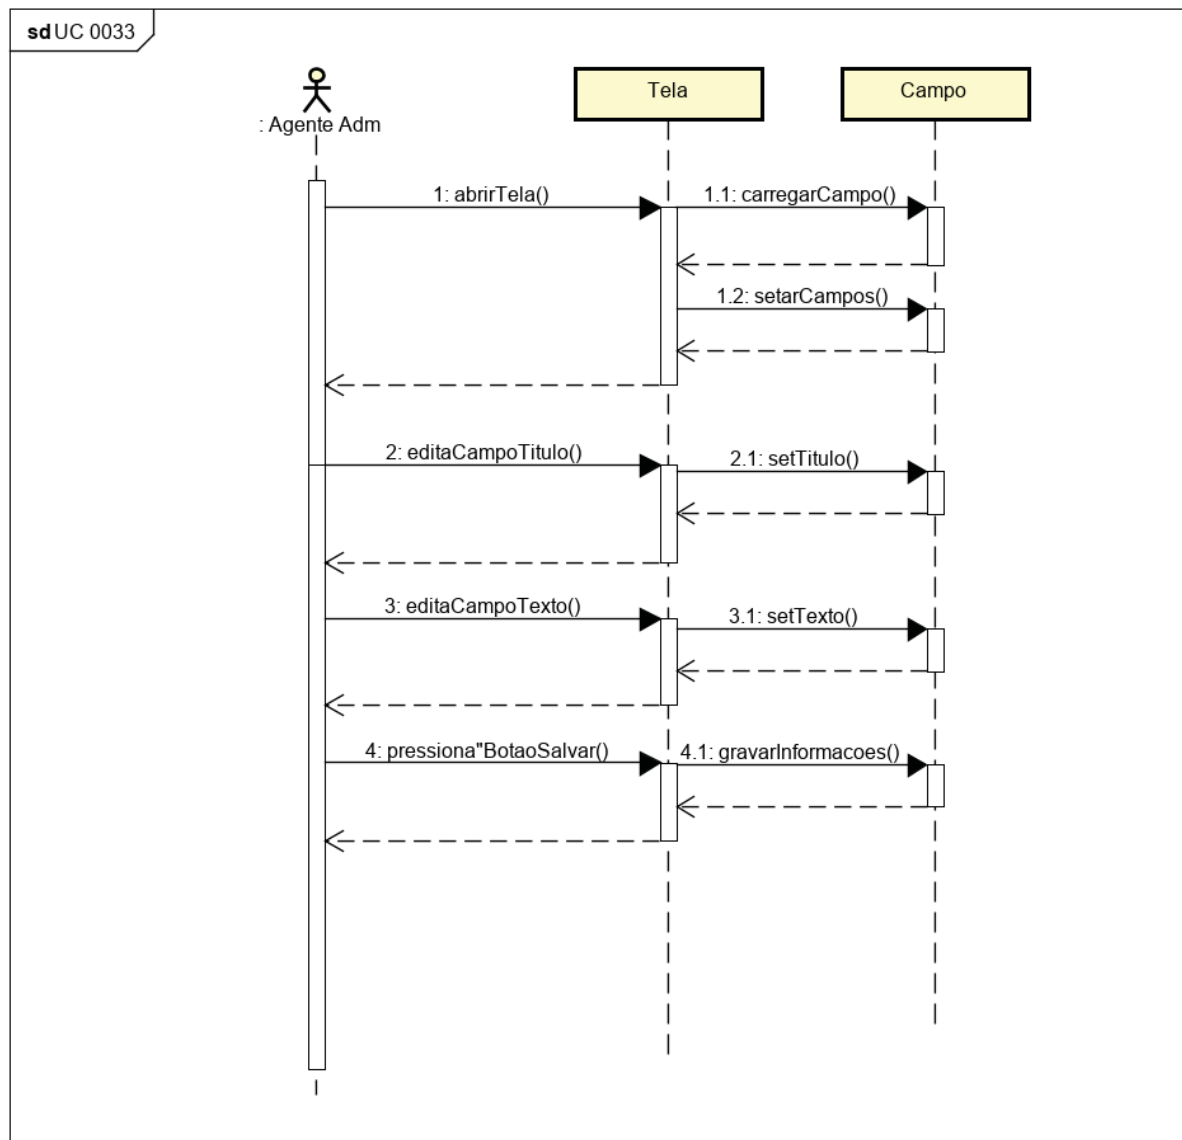 sd UC 0033
Tela
Campo
: Agente Adm
1: abrirTela()
1.1: carregarCampo()
1.2: setarCampos()
2: editaCampoTitulo()
2.1: setTitulo()
3: editaCampoTexto()
3.1: setTexto()
4: pressiona"BotaoSalvar()
4.1: gravarInformacoes()